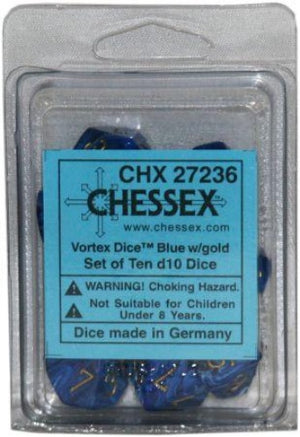 CHX 27236
CHESSEX™
www.chessex.com
Vortex Dice™ Blue w/gold
Set of Ten d10 Dice
WARNING! Choking Hazard.
Not Suitable for Children
Under 8 Years.
Dice made in Germany